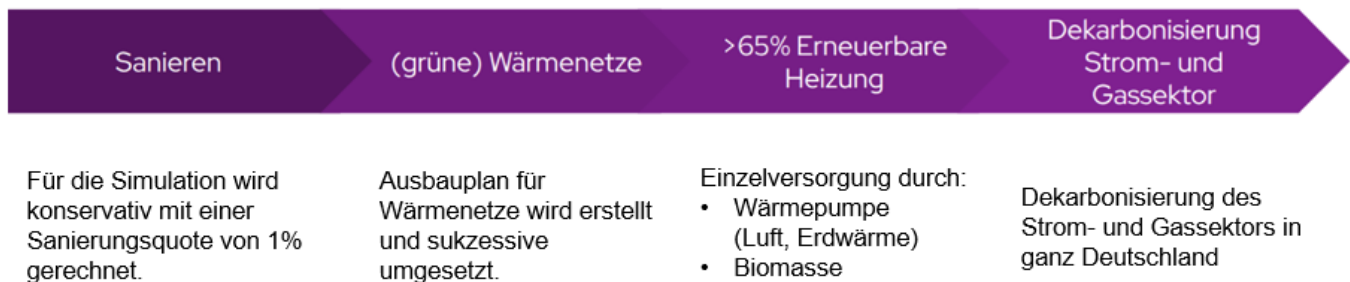 Sanieren
(grüne) Wärmenetze
>65% Erneuerbare
Heizung
Dekarbonisierung
Strom- und
Gassektor
Für die Simulation wird
konservativ mit einer
Sanierungsquote von 1%
gerechnet.
Ausbauplan für
Wärmenetze wird erstellt
und sukzessive
umgesetzt.
Einzelversorgung durch:
• Wärmepumpe
(Luft, Erdwärme)
• Biomasse
Dekarbonisierung des
Strom- und Gassektors in
ganz Deutschland